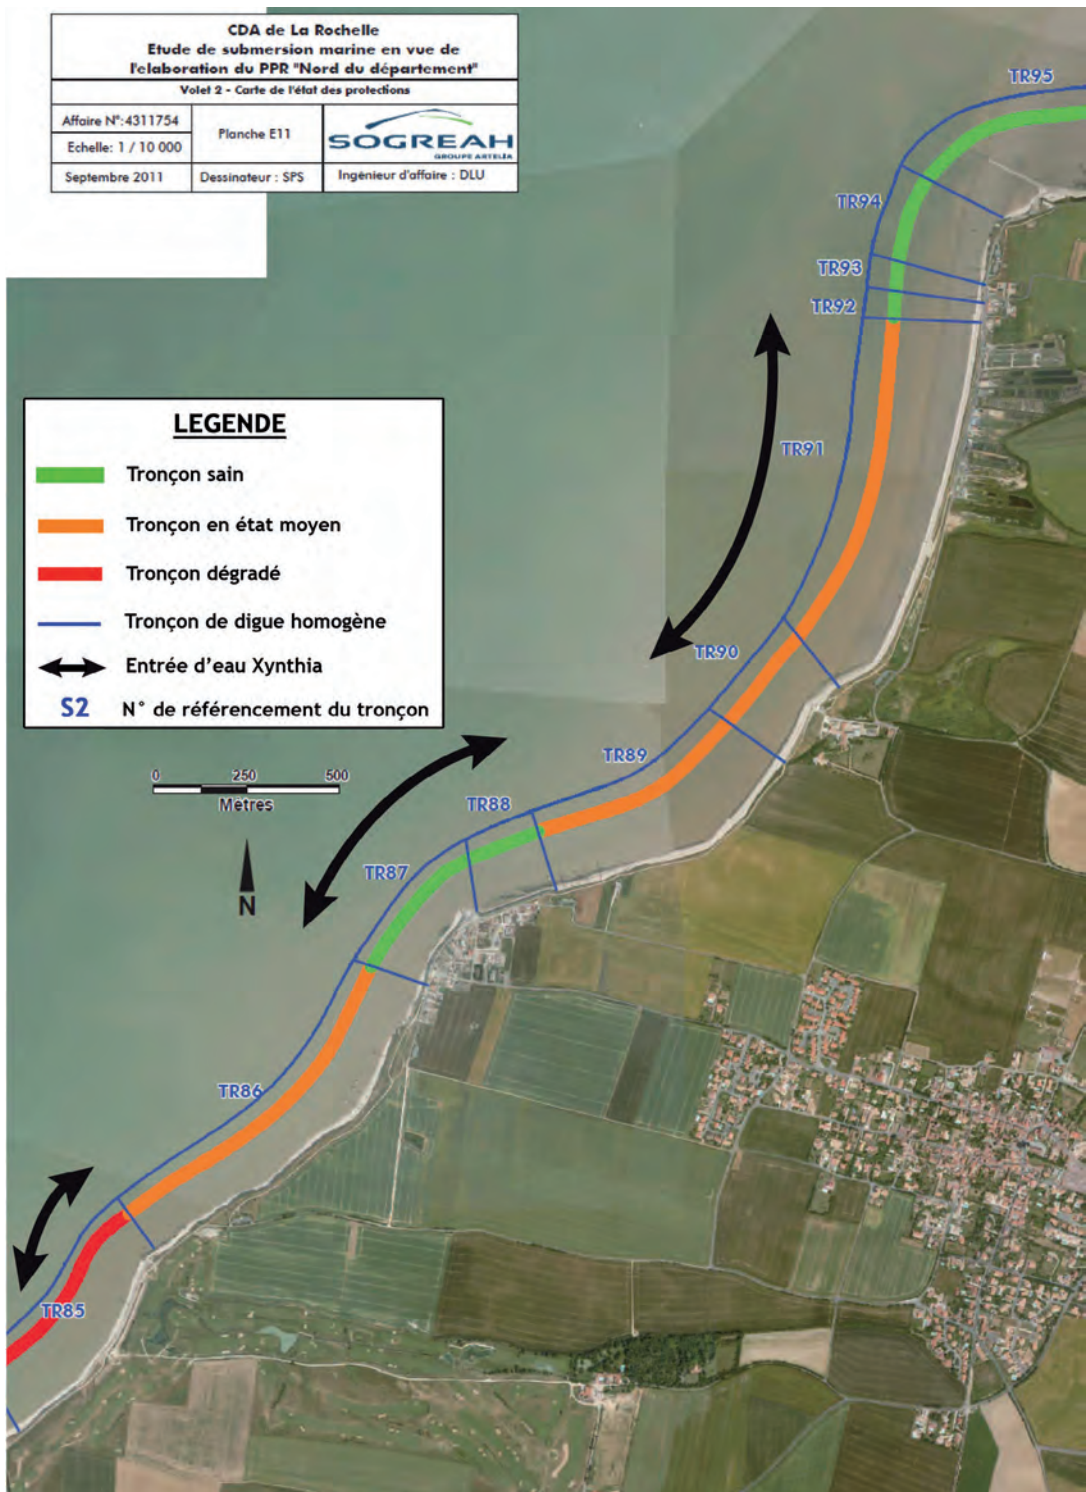 CDA de La Rochelle
Etude de submersion marine en vue de
l'elaboration du PPR "Nord du département"
Volet 2 - Carte de l'état des protections
Affaire N°:4311754
Echelle: 1 / 10 000
Planche E11
SOGREAH
GROUPE ARTELIA
Septembre 2011
Dessinateur : SPS
Ingénieur d'affaire : DLU
TR95
TR94
TR93
TR92
TR91
LEGENDE
Tronçon sain
Tronçon en état moyen
Tronçon dégradé
Tronçon de digue homogène
Entrée d'eau Xynthia
S2 N° de référencement du tronçon
TR90
TR89
0 250 500
Mètres
TR88
TR87
N
TR86
TR85